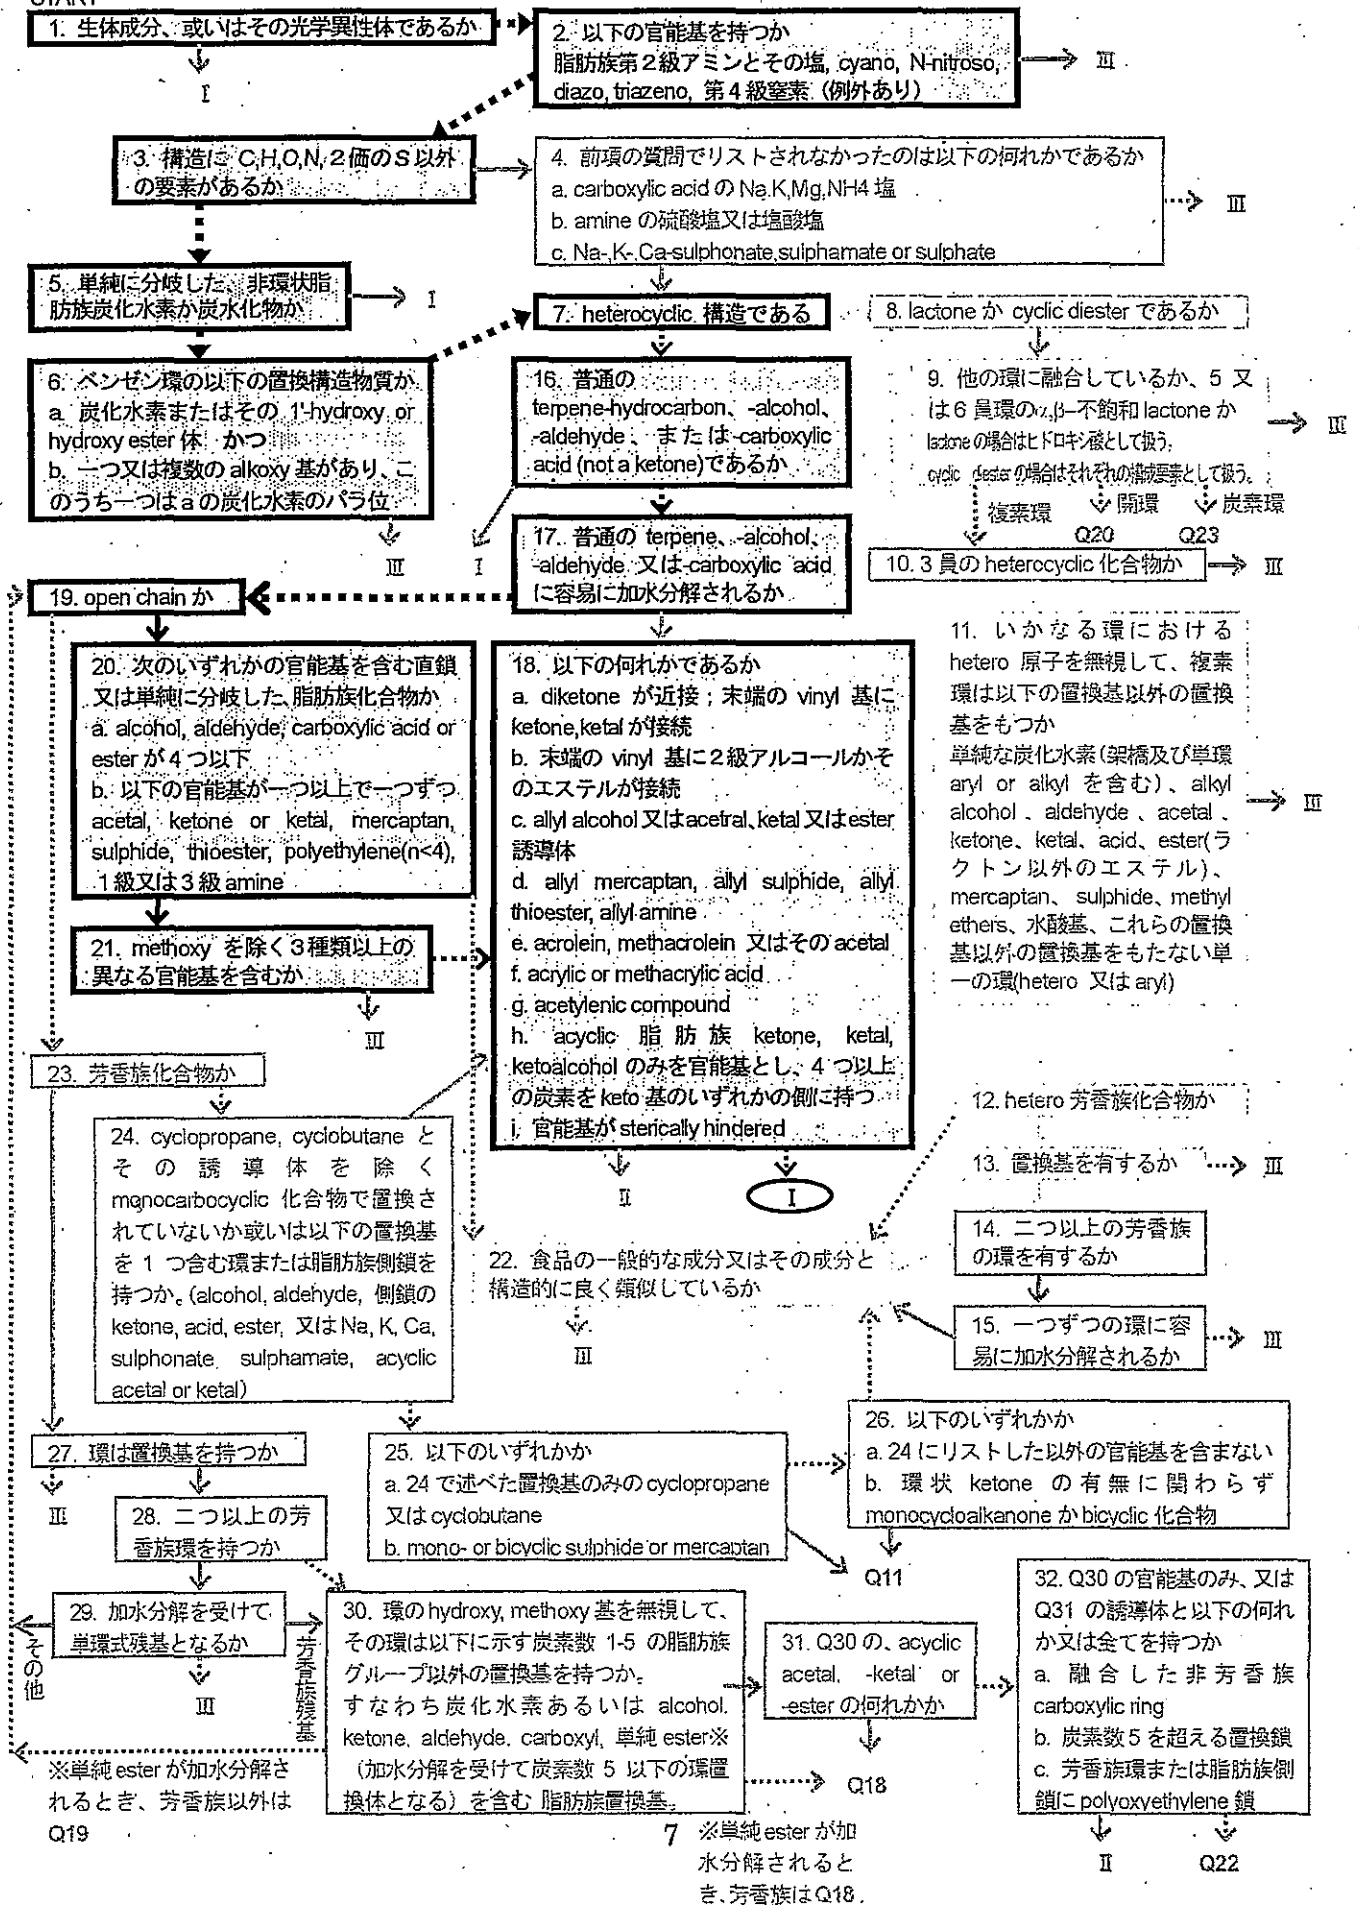 START
1. 生体成分、或いはその光学異性体であるか
I
2. 以下の官能基を持つか
脂肪族第2級アミンとその塩, cyano, N-nitroso,
diazo, triazeno, 第4級窒素 (例外あり)
III
3. 構造に C,H,O,N, 2価のS以外
の要素があるか
4. 前項の質問でリストされなかったのは以下の何れかであるか
a. carboxylic acid の Na,K,Mg,NH4 塩
b. amine の硫酸塩又は塩酸塩
c. Na-,K-,Ca-sulphonate,sulphamate or sulphate
III
5. 単純に分岐した、非環状脂
肪族炭化水素か炭水化物か
I
7. heterocyclic 構造である
8. lactone か cyclic diester であるか
6. ベンゼン環の以下の置換構造物質か
a. 炭化水素またはその 1'-hydroxy or
hydroxy ester 体 かつ
b. 一つ又は複数の alkoxy 基があり、こ
のうち一つは a の炭化水素のパラ位
III
16. 普通の
terpene-hydrocarbon、-alcohol、
-aldehyde、または-carboxylic
acid (not a ketone)であるか
I
9. 他の環に融合しているか、5 又
は 6 員環のα,β-不飽和 lactone か
lactone の場合はヒドロキシ酸として扱う。
cyclic diester の場合はそれぞれの構成要素として扱う。
III
複素環
開環
炭素環
Q20
Q23
17. 普通の terpene、-alcohol、
-aldehyde 又は-carboxylic acid
に容易に加水分解されるか
10. 3 員の heterocyclic 化合物か
III
19. open chain か
20. 次のいずれかの官能基を含む直鎖
又は単純に分岐した、脂肪族化合物か
a. alcohol, aldehyde, carboxylic acid or
ester が 4 つ以下
b. 以下の官能基が一つ以上で一つずつ
acetal, ketone or ketal, mercaptan,
sulphide, thioester, polyethylene(n<4),
1級又は3級 amine
18. 以下の何れかであるか
a. diketone が近接；末端の vinyl 基に
ketone,ketal が接続
b. 末端の vinyl 基に2級アルコールかそ
のエステルが接続
c. allyl alcohol 又は acetral, ketal 又は ester
誘導体
d. allyl mercaptan, allyl sulphide, allyl
thioester, allyl amine
e. acrolein, methacrolein 又はその acetal
f. acrylic or methacrylic acid
g. acetylenic compound
h. acyclic 脂肪族 ketone, ketal,
ketoalcohol のみを官能基とし、4 つ以上
の炭素を keto 基のいずれかの側に持つ
i. 官能基が sterically hindered
II
I
11. いかなる環における
hetero 原子を無視して、複素
環は以下の置換基以外の置換
基をもつか
単純な炭化水素(架橋及び単環
aryl or alkyl を含む)、alkyl
alcohol、aldehyde、acetal、
ketone、ketal、acid、ester(ラ
クトン以外のエステル)、
mercaptan、sulphide、methyl
ethers、水酸基、これらの置換
基以外の置換基をもたない単
一の環(hetero 又は aryl)
III
21. methoxy を除く3種類以上の
異なる官能基を含むか
III
23. 芳香族化合物か
24. cyclopropane, cyclobutane と
その誘導体を除く
monocarbocyclic 化合物で置換さ
れていないか或いは以下の置換基
を 1 つ含む環または脂肪族側鎖を
持つか。(alcohol, aldehyde, 側鎖の
ketone, acid, ester, 又は Na, K, Ca,
sulphonate, sulphamate, acyclic
acetal or ketal)
22. 食品の一般的な成分又はその成分と
構造的に良く類似しているか
III
12. hetero 芳香族化合物か
13. 置換基を有するか
III
14. 二つ以上の芳香族
の環を有するか
15. 一つずつの環に容
易に加水分解されるか
III
27. 環は置換基を持つか
III
25. 以下のいずれかか
a. 24 で述べた置換基のみの cyclopropane
又は cyclobutane
b. mono- or bicyclic sulphide or mercaptan
26. 以下のいずれかか
a. 24 にリストした以外の官能基を含まない
b. 環状 ketone の有無に関わらず
monocycloalkanone か bicyclic 化合物
Q11
28. 二つ以上の芳
香族環を持つか
29. 加水分解を受けて
単環式残基となるか
その他
芳香族残基
III
30. 環の hydroxy, methoxy 基を無視して、
その環は以下に示す炭素数 1-5 の脂肪族
グループ以外の置換基を持つか。
すなわち炭化水素あるいは alcohol,
ketone, aldehyde, carboxyl, 単純 ester※
(加水分解を受けて炭素数 5 以下の環置
換体となる) を含む 脂肪族置換基。
31. Q30 の、acyclic
acetal, -ketal or
-ester の何れかか
Q18
32. Q30 の官能基のみ、又は
Q31 の誘導体と以下の何れ
か又は全てを持つか
a. 融合した非芳香族
carboxylic ring
b. 炭素数 5 を超える置換鎖
c. 芳香族環または脂肪族側
鎖に polyoxyethylene 鎖
II
Q22
※単純 ester が加水分解さ
れるとき、芳香族以外は
Q19
7
※単純 ester が加
水分解されると
き、芳香族は Q18.